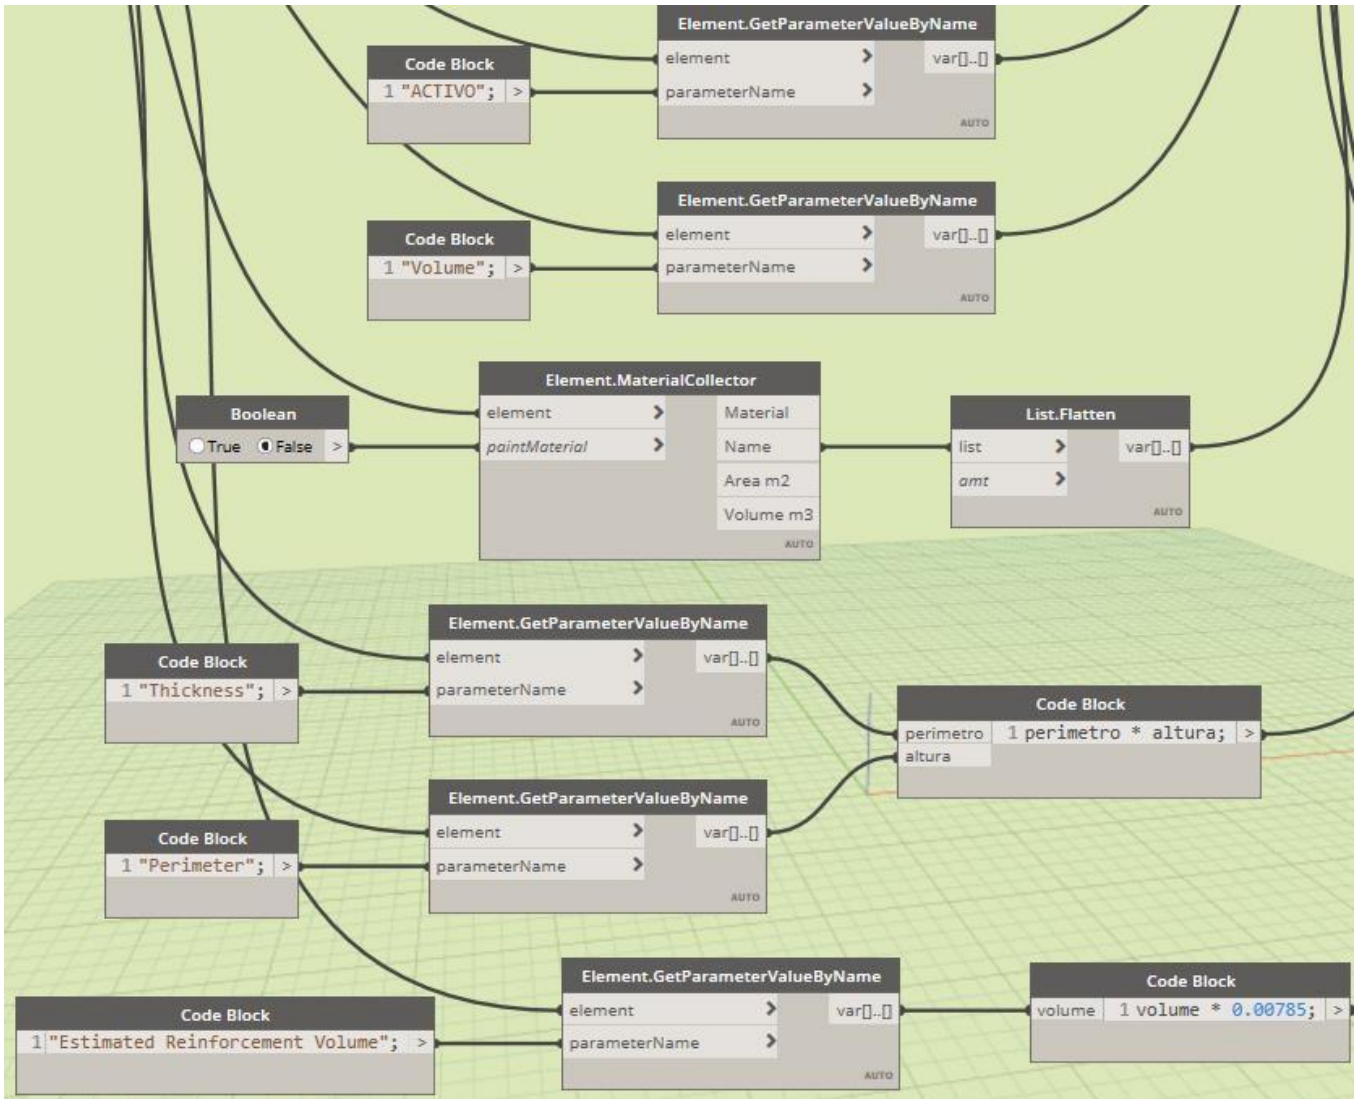 Element.GetParameterValueByName
element > var[]..[]
parameterName >
AUTO
Code Block
1 "ACTIVO"; >
Element.GetParameterValueByName
element > var[]..[]
parameterName >
AUTO
Code Block
1 "Volume"; >
Element.MaterialCollector
element > Material
paintMaterial > Name
Area m2
Volume m3
AUTO
Boolean
True False >
List.Flatten
list > var[]..[]
amt >
AUTO
Element.GetParameterValueByName
element > var[]..[]
parameterName >
AUTO
Code Block
1 "Thickness"; >
Code Block
perimetro 1 perimetro * altura; >
altura
Element.GetParameterValueByName
element > var[]..[]
parameterName >
AUTO
Code Block
1 "Perimeter"; >
Element.GetParameterValueByName
element > var[]..[]
parameterName >
AUTO
Code Block
1 "Estimated Reinforcement Volume"; >
Code Block
volume 1 volume * 0.00785; >